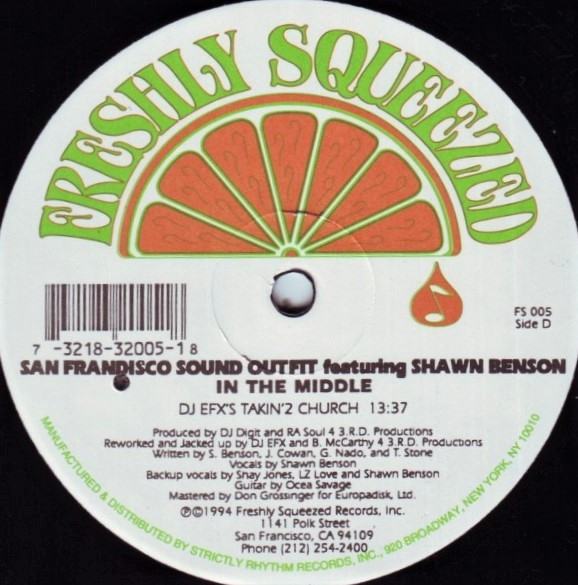 FRESHLY SQUEEZED
FS 005
Side D
7 -3218-32005-1 8
SAN FRANDISCO SOUND OUTFIT featuring SHAWN BENSON
IN THE MIDDLE
DJ EFX'S TAKIN'2 CHURCH 13:37
Produced by DJ Digit and RA Soul 4 3.R.D. Productions
Reworked and Jacked up by DJ EFX and B. McCarthy 4 3.R.D. Productions
Written by S. Benson, J. Cowan, G. Nado, and T. Stone
Vocals by Shawn Benson
Backup vocals by Shay Jones, LZ Love and Shawn Benson
Guitar by Ocea Savage
Mastered by Don Grossinger for Europadisk, Ltd.
℗©1994 Freshly Squeezed Records, Inc.
1141 Polk Street
San Francisco, CA 94109
Phone (212) 254-2400
MANUFACTURED & DISTRIBUTED BY STRICTLY RHYTHM RECORDS, INC., 920 BROADWAY, NEW YORK, NY 10010